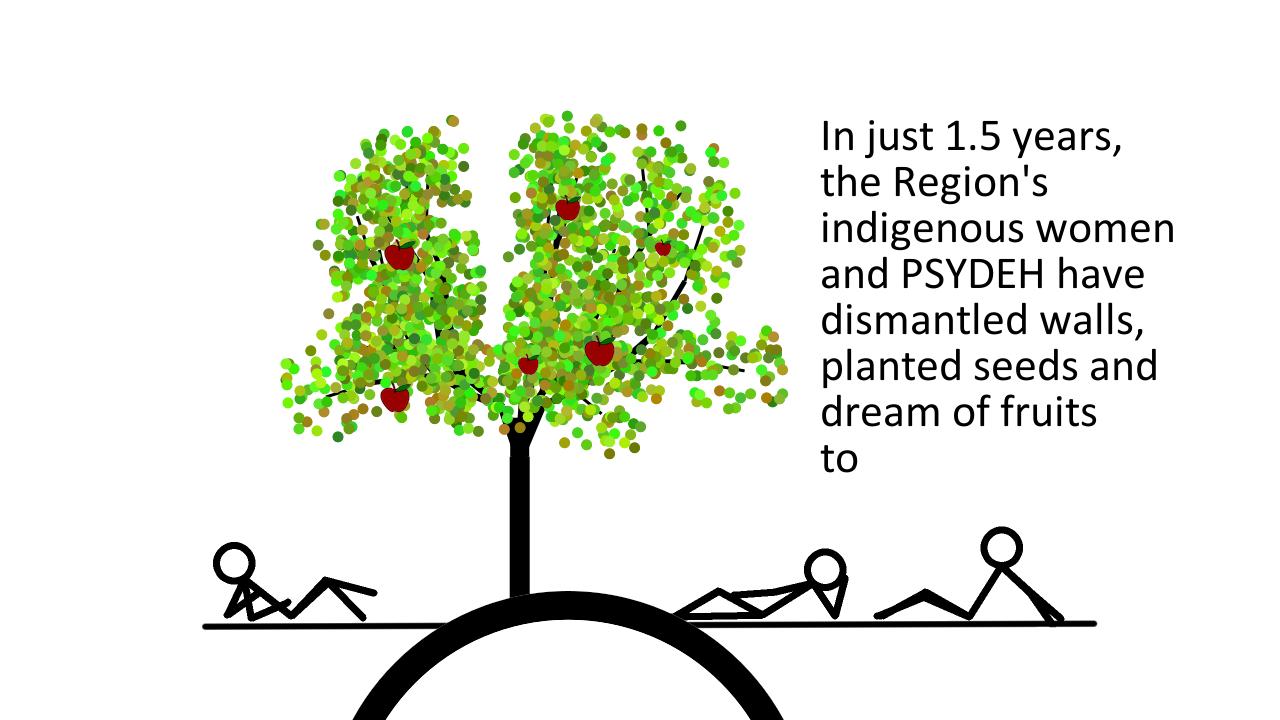 In just 1.5 years,
the Region's
indigenous women
and PSYDEH have
dismantled walls,
planted seeds and
dream of fruits
to